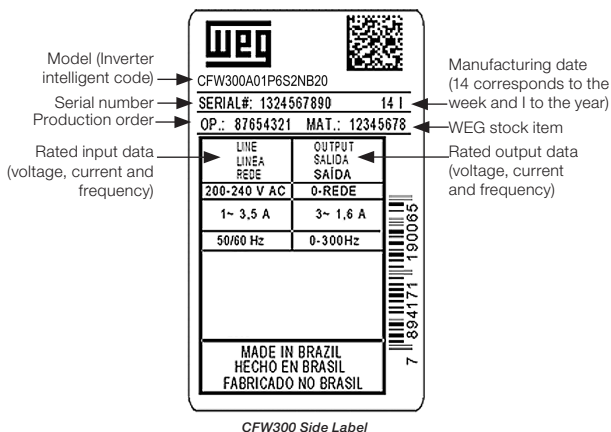 Model (Inverter
intelligent code)
Serial number
Production order
Rated input data
(voltage, current and
frequency)
weg
CFW300A01P6S2NB20
SERIAL#: 1324567890 14 I
OP.: 87654321 MAT.: 12345678
LINE
LINEA
REDE
OUTPUT
SALIDA
SAÍDA
200-240 V AC 0-REDE
1~ 3,5 A 3~ 1,6 A
50/60 Hz 0-300Hz
MADE IN BRAZIL
HECHO EN BRASIL
FABRICADO NO BRASIL
7 894171 190065
Manufacturing date
(14 corresponds to the
week and I to the year)
WEG stock item
Rated output data
(voltage, current
and frequency)
CFW300 Side Label